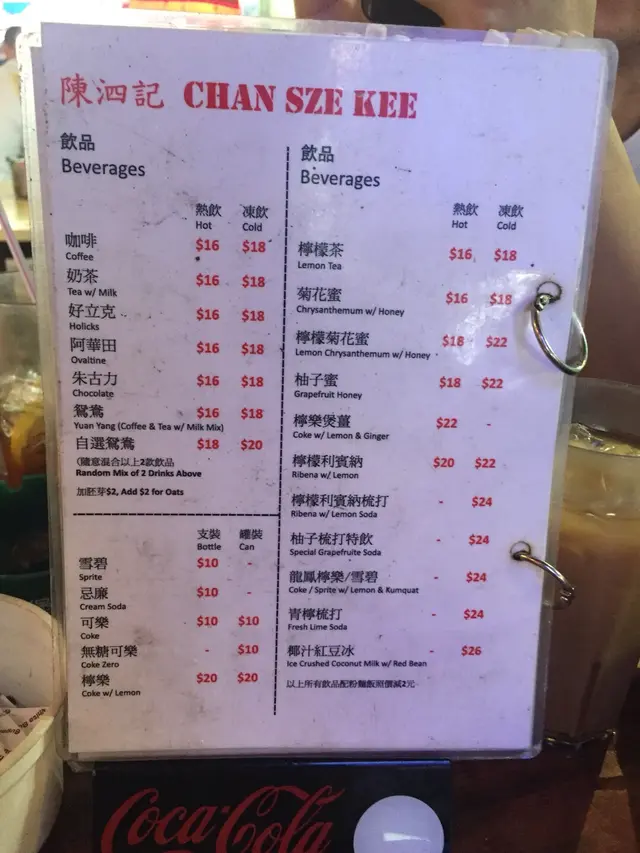 陳泗記 CHAN SZE KEE
飲品
Beverages
熱飲 凍飲
Hot Cold
咖啡 $16 $18
Coffee
奶茶 $16 $18
Tea w/ Milk
好立克 $16 $18
Holicks
阿華田 $16 $18
Ovaltine
朱古力 $16 $18
Chocolate
鴛鴦 $16 $18
Yuan Yang (Coffee & Tea w/ Milk Mix)
自選鴛鴦 $18 $20
(隨意混合以上2款飲品
Random Mix of 2 Drinks Above
加胚芽$2, Add $2 for Oats
支裝 罐裝
Bottle Can
雪碧 $10 -
Sprite
忌廉 $10 -
Cream Soda
可樂 $10 $10
Coke
無糖可樂 - $10
Coke Zero
檸樂 $20 $20
Coke w/ Lemon
飲品
Beverages
熱飲 凍飲
Hot Cold
檸檬茶 $16 $18
Lemon Tea
菊花蜜 $16 $18
Chrysanthemum w/ Honey
檸檬菊花蜜 $18 $22
Lemon Chrysanthemum w/ Honey
柚子蜜 $18 $22
Grapefruit Honey
檸樂煲薑 $22 -
Coke w/ Lemon & Ginger
檸檬利賓納 $20 $22
Ribena w/ Lemon
檸檬利賓納梳打 - $24
Ribena w/ Lemon Soda
柚子梳打特飲 - $24
Special Grapefruite Soda
龍鳳檸樂/雪碧 - $24
Coke / Sprite w/ Lemon & Kumquat
青檸梳打 - $24
Fresh Lime Soda
椰汁紅豆冰 - $26
Ice Crushed Coconut Milk w/ Red Bean
以上所有飲品配粉麵飯照價減2元
Coca-Cola